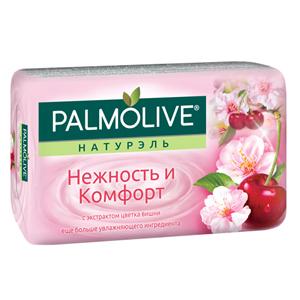 PALMOLIVE®
НАТУРЭЛЬ
Нежность и
Комфорт
с экстрактом цветка вишни
еще больше увлажняющего ингредиента